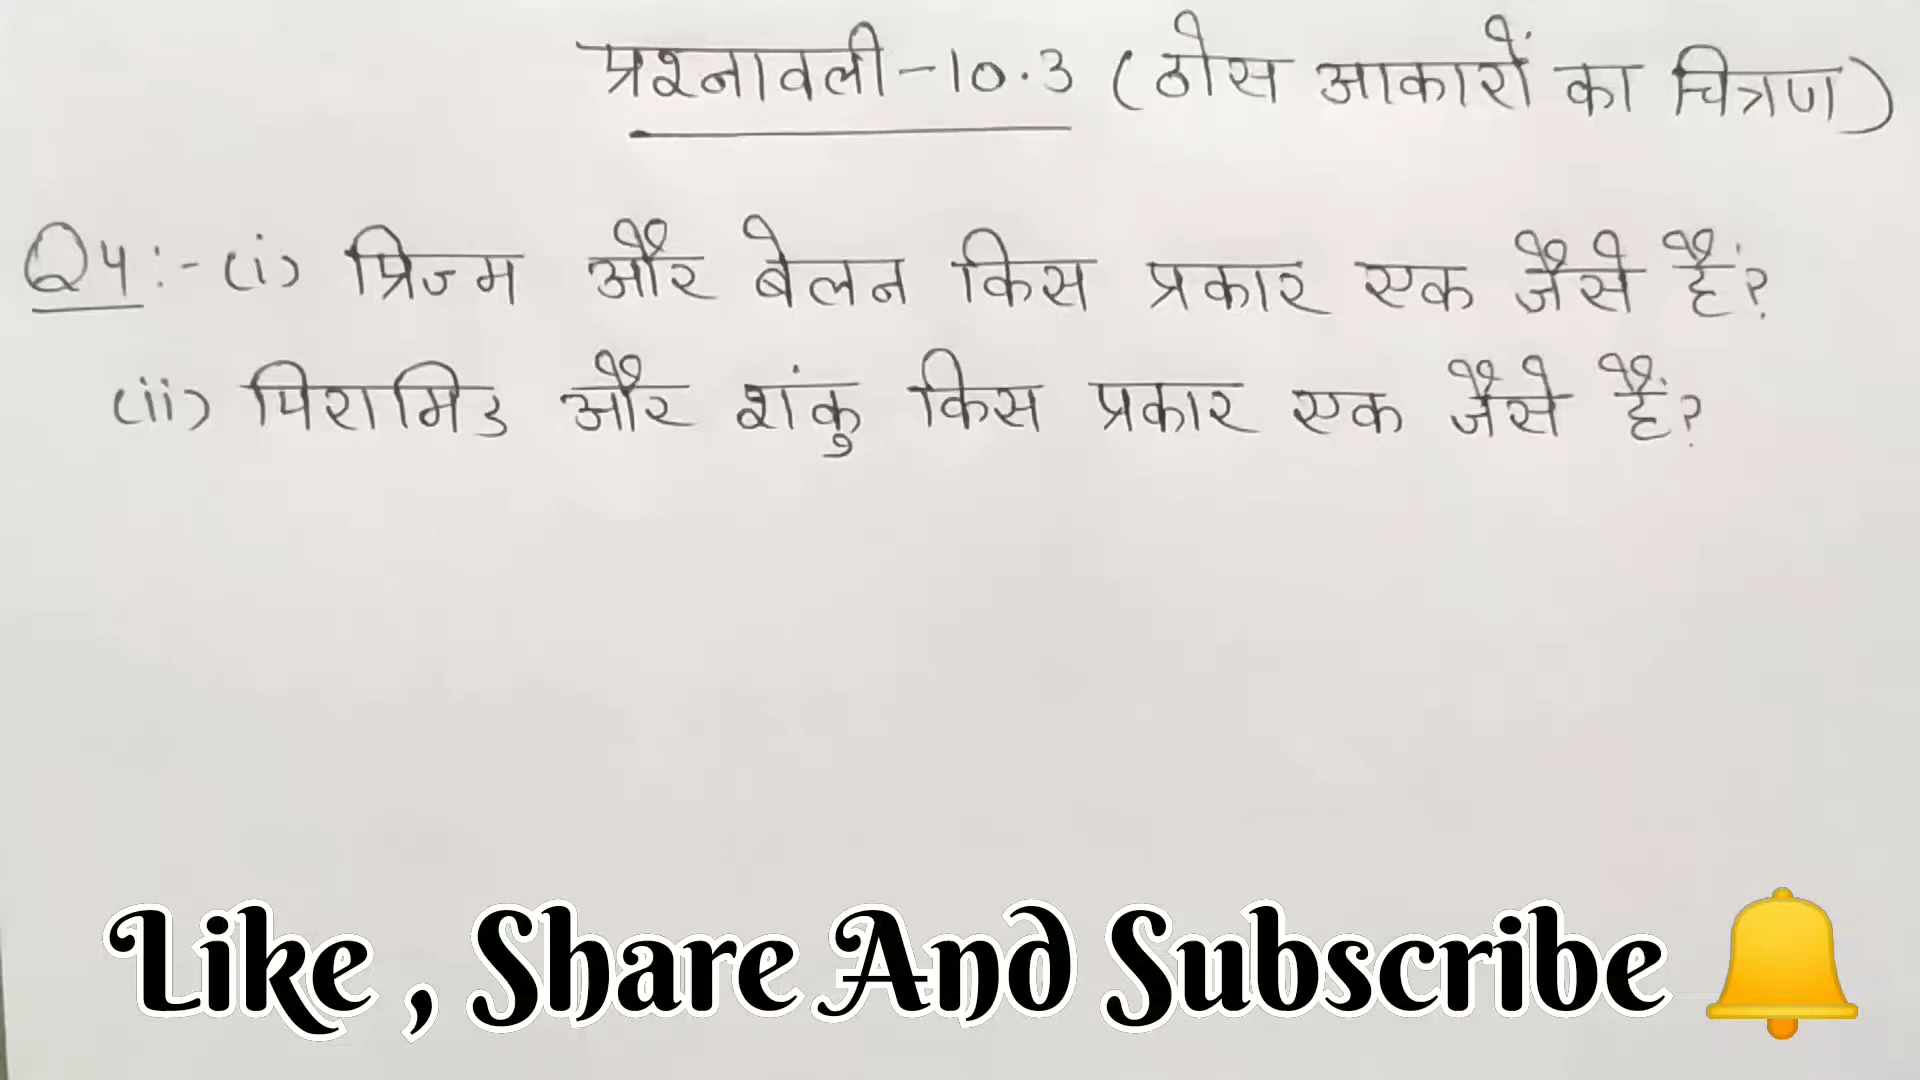 प्रश्नावली-10.3 (ठोस आकारों का चित्रण)
Q4:-(i) प्रिज्म और बेलन किस प्रकार एक जैसे हैं?
(ii) पिरामिड और शंकु किस प्रकार एक जैसे हैं?
Like , Share And Subscribe